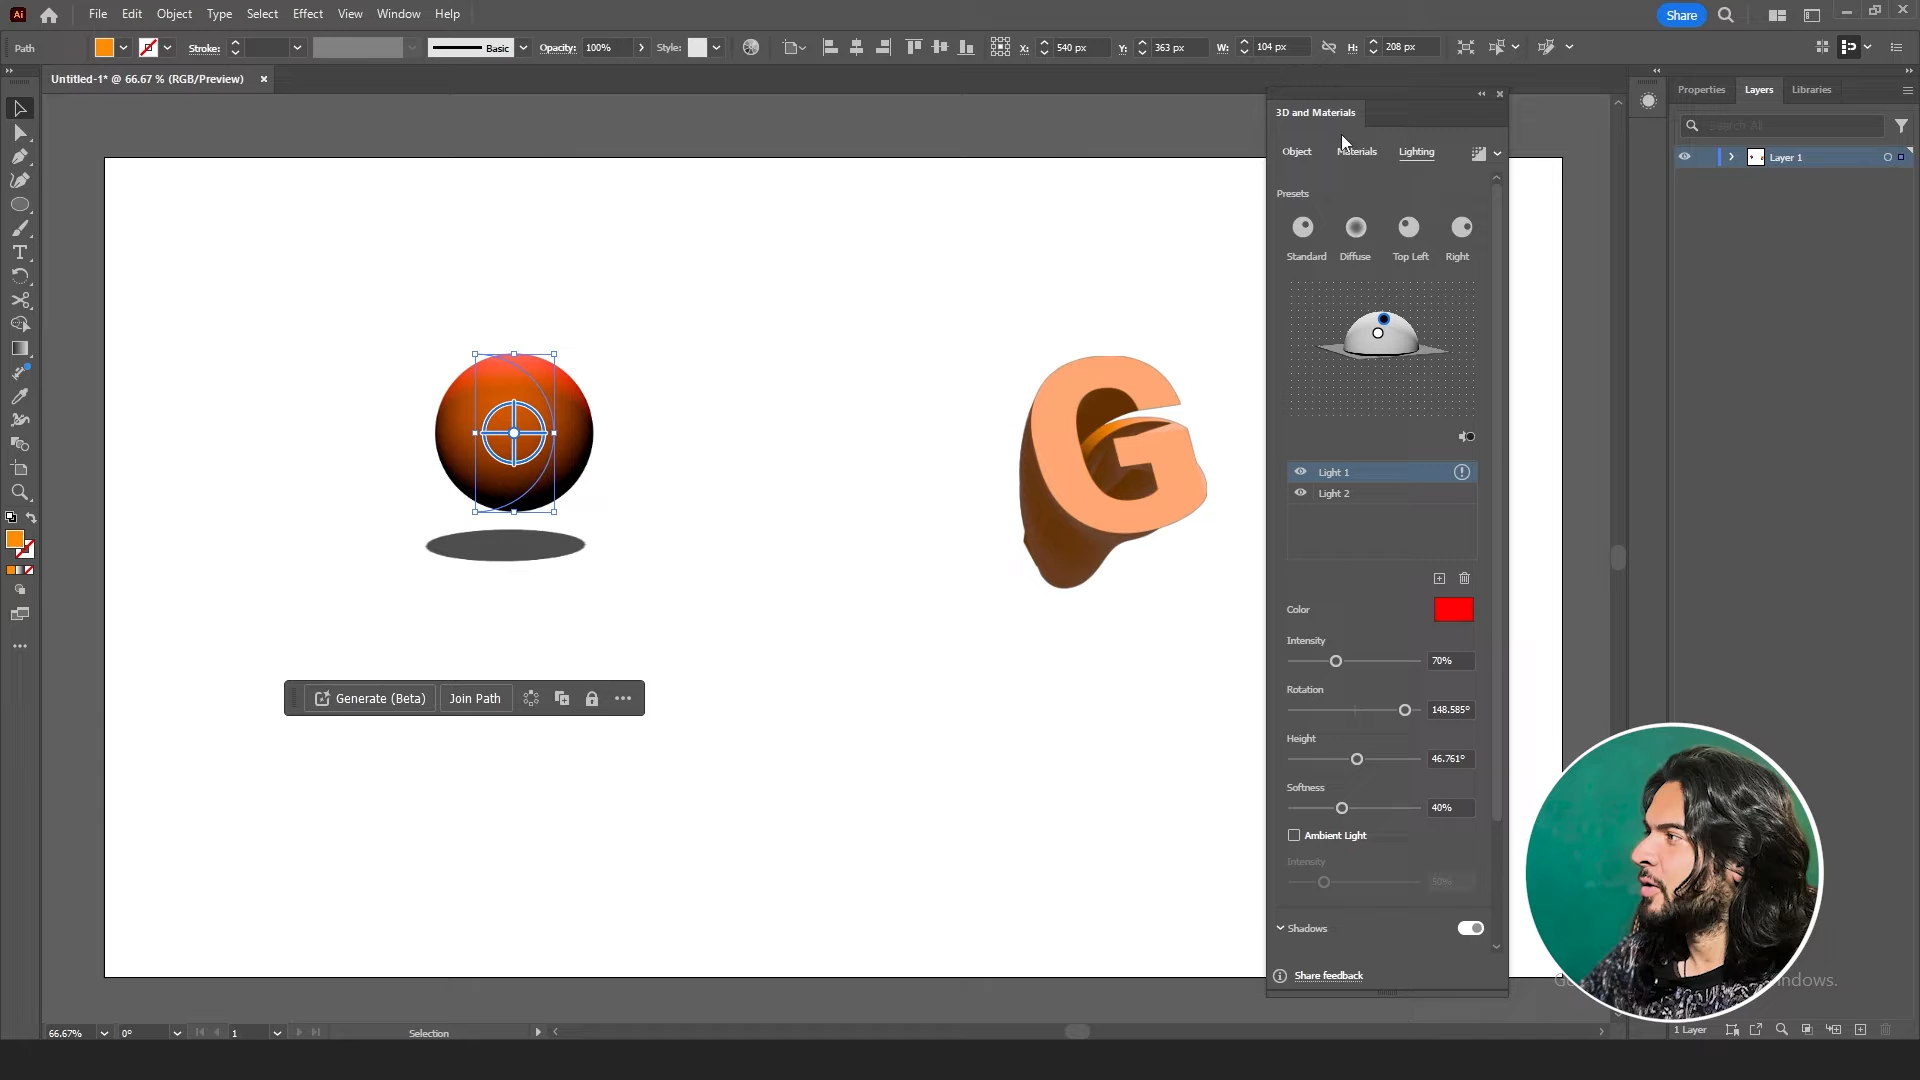 Ai File Edit Object Type Select Effect View Window Help Share
Path Stroke: Basic Opacity: 100% Style: X: 540 px Y: 363 px W: 104 px H: 208 px
Untitled-1* @ 66.67 % (RGB/Preview)
3D and Materials
Object Materials Lighting
Presets
Standard Diffuse Top Left Right
Light 1
Light 2
Color
Intensity
70%
Rotation
148.585°
Height
46.761°
Softness
40%
Ambient Light
Intensity
50%
Shadows
Share feedback
Properties Layers Libraries
Search All
Layer 1
G
Generate (Beta) Join Path
66.67% 0° 1 Selection
1 Layer